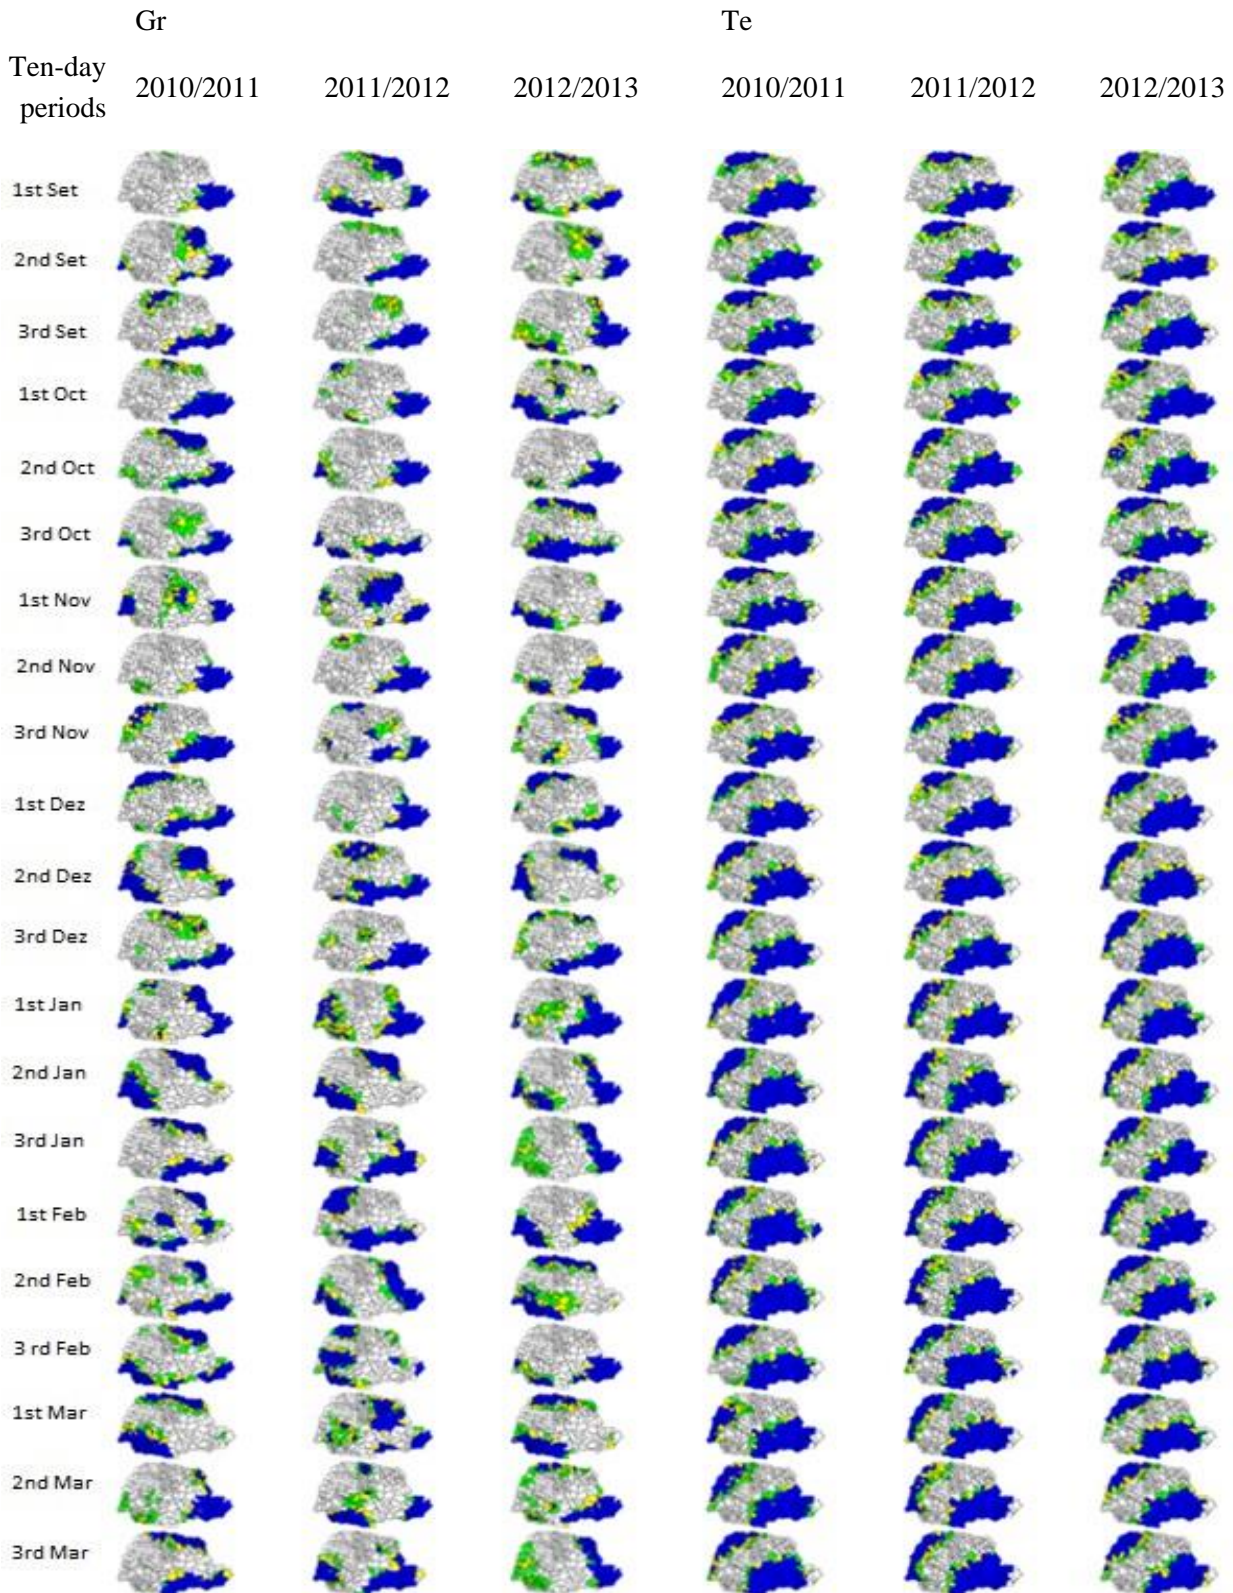 Gr Te
Ten-day
periods
2010/2011 2011/2012 2012/2013 2010/2011 2011/2012 2012/2013
1st Set
2nd Set
3rd Set
1st Oct
2nd Oct
3rd Oct
1st Nov
2nd Nov
3rd Nov
1st Dez
2nd Dez
3rd Dez
1st Jan
2nd Jan
3rd Jan
1st Feb
2nd Feb
3 rd Feb
1st Mar
2nd Mar
3rd Mar